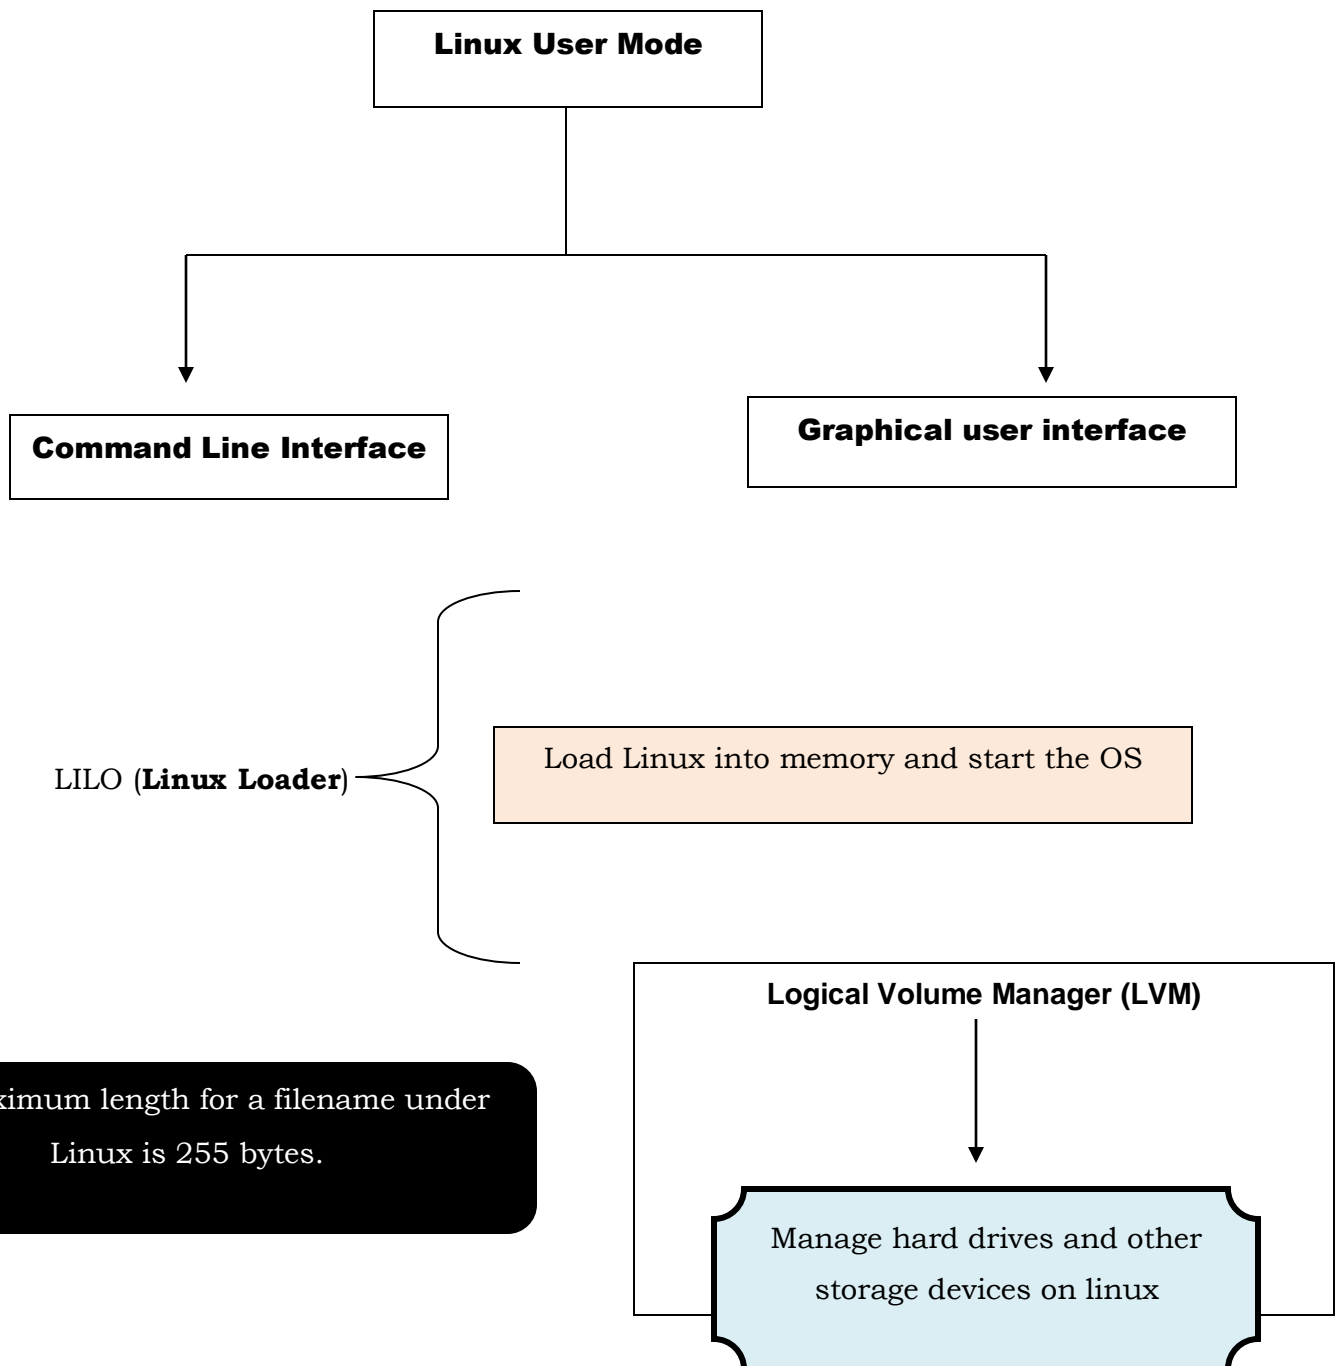 Linux User Mode
Command Line Interface
Graphical user interface
Load Linux into memory and start the OS
LILO (Linux Loader)
Logical Volume Manager (LVM)
length for a filename under
Linux is 255 bytes.
Manage hard drives and other
storage devices on linux